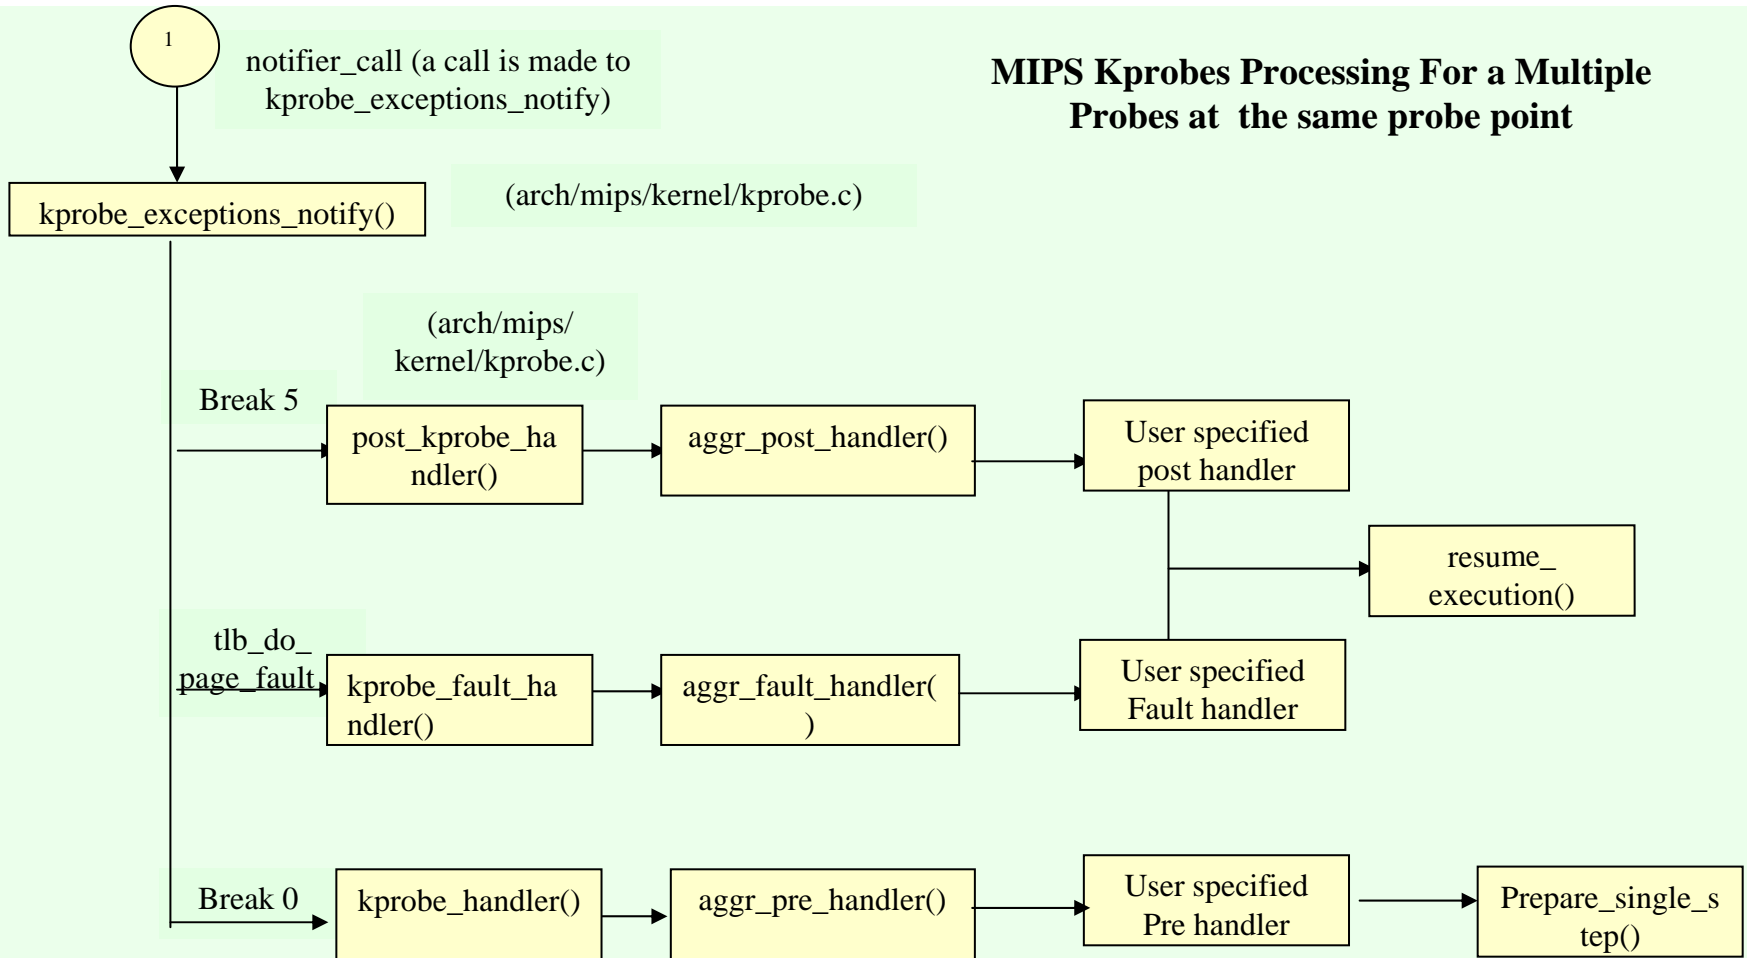 1
notifier_call (a call is made to
kprobe_exceptions_notify)
MIPS Kprobes Processing For a Multiple
Probes at the same probe point
kprobe_exceptions_notify()
(arch/mips/kernel/kprobe.c)
(arch/mips/
kernel/kprobe.c)
Break 5
post_kprobe_ha
ndler()
aggr_post_handler()
User specified
post handler
resume_
execution()
tlb_do_
page_fault
kprobe_fault_ha
ndler()
aggr_fault_handler(
)
User specified
Fault handler
Break 0
kprobe_handler()
aggr_pre_handler()
User specified
Pre handler
Prepare_single_s
tep()